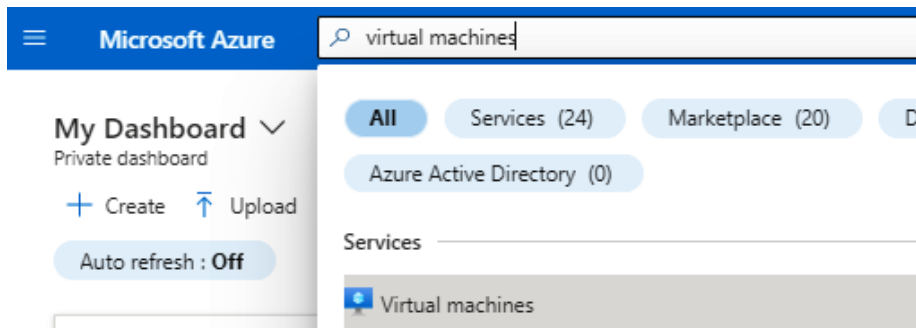 Microsoft Azure
virtual machines
My Dashboard
Private dashboard
Create
Upload
Auto refresh : Off
All
Services (24)
Marketplace (20)
D
Azure Active Directory (0)
Services
Virtual machines